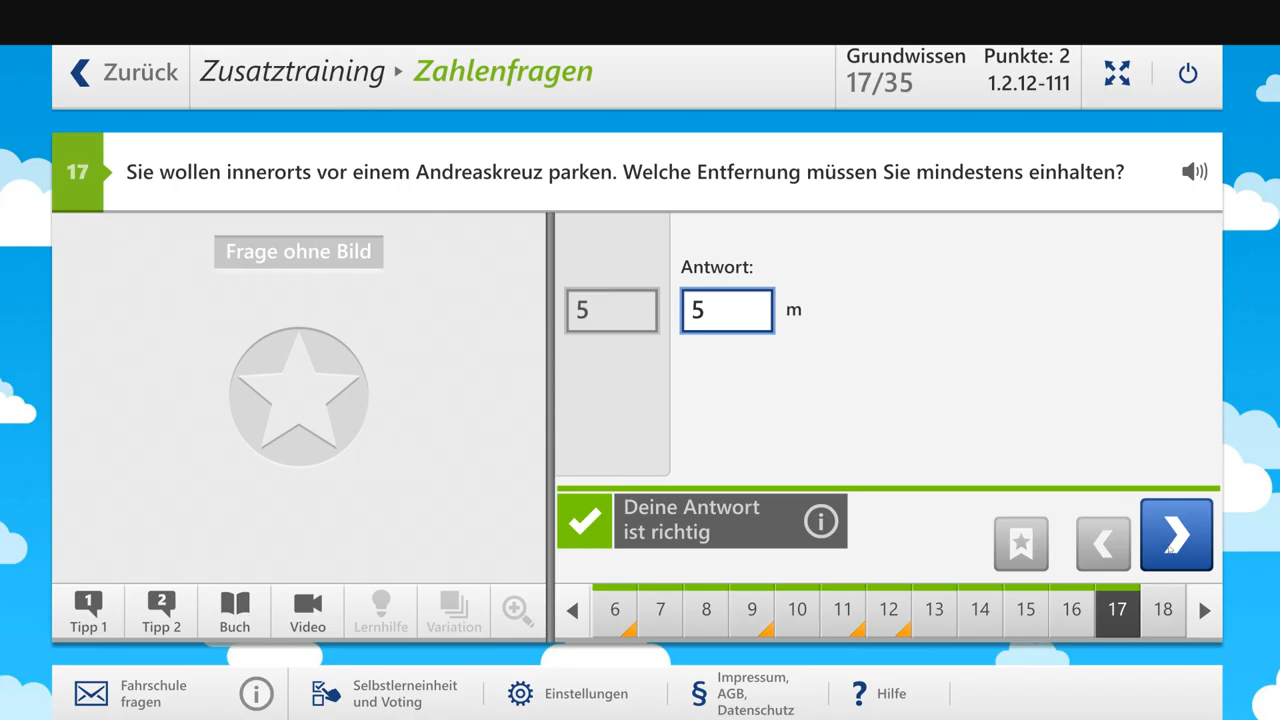 Zurück
Zusatztraining ‣ Zahlenfragen
Grundwissen
17/35
Punkte: 2
1.2.12-111
17
Sie wollen innerorts vor einem Andreaskreuz parken. Welche Entfernung müssen Sie mindestens einhalten?
Frage ohne Bild
Antwort:
5
5 m
Deine Antwort
ist richtig
1
Tipp 1
2
Tipp 2
Buch
Video
Lernhilfe
Variation
6 7 8 9 10 11 12 13 14 15 16 17 18
Fahrschule
fragen
Selbstlerneinheit
und Voting
Einstellungen
§
Impressum,
AGB,
Datenschutz
? Hilfe